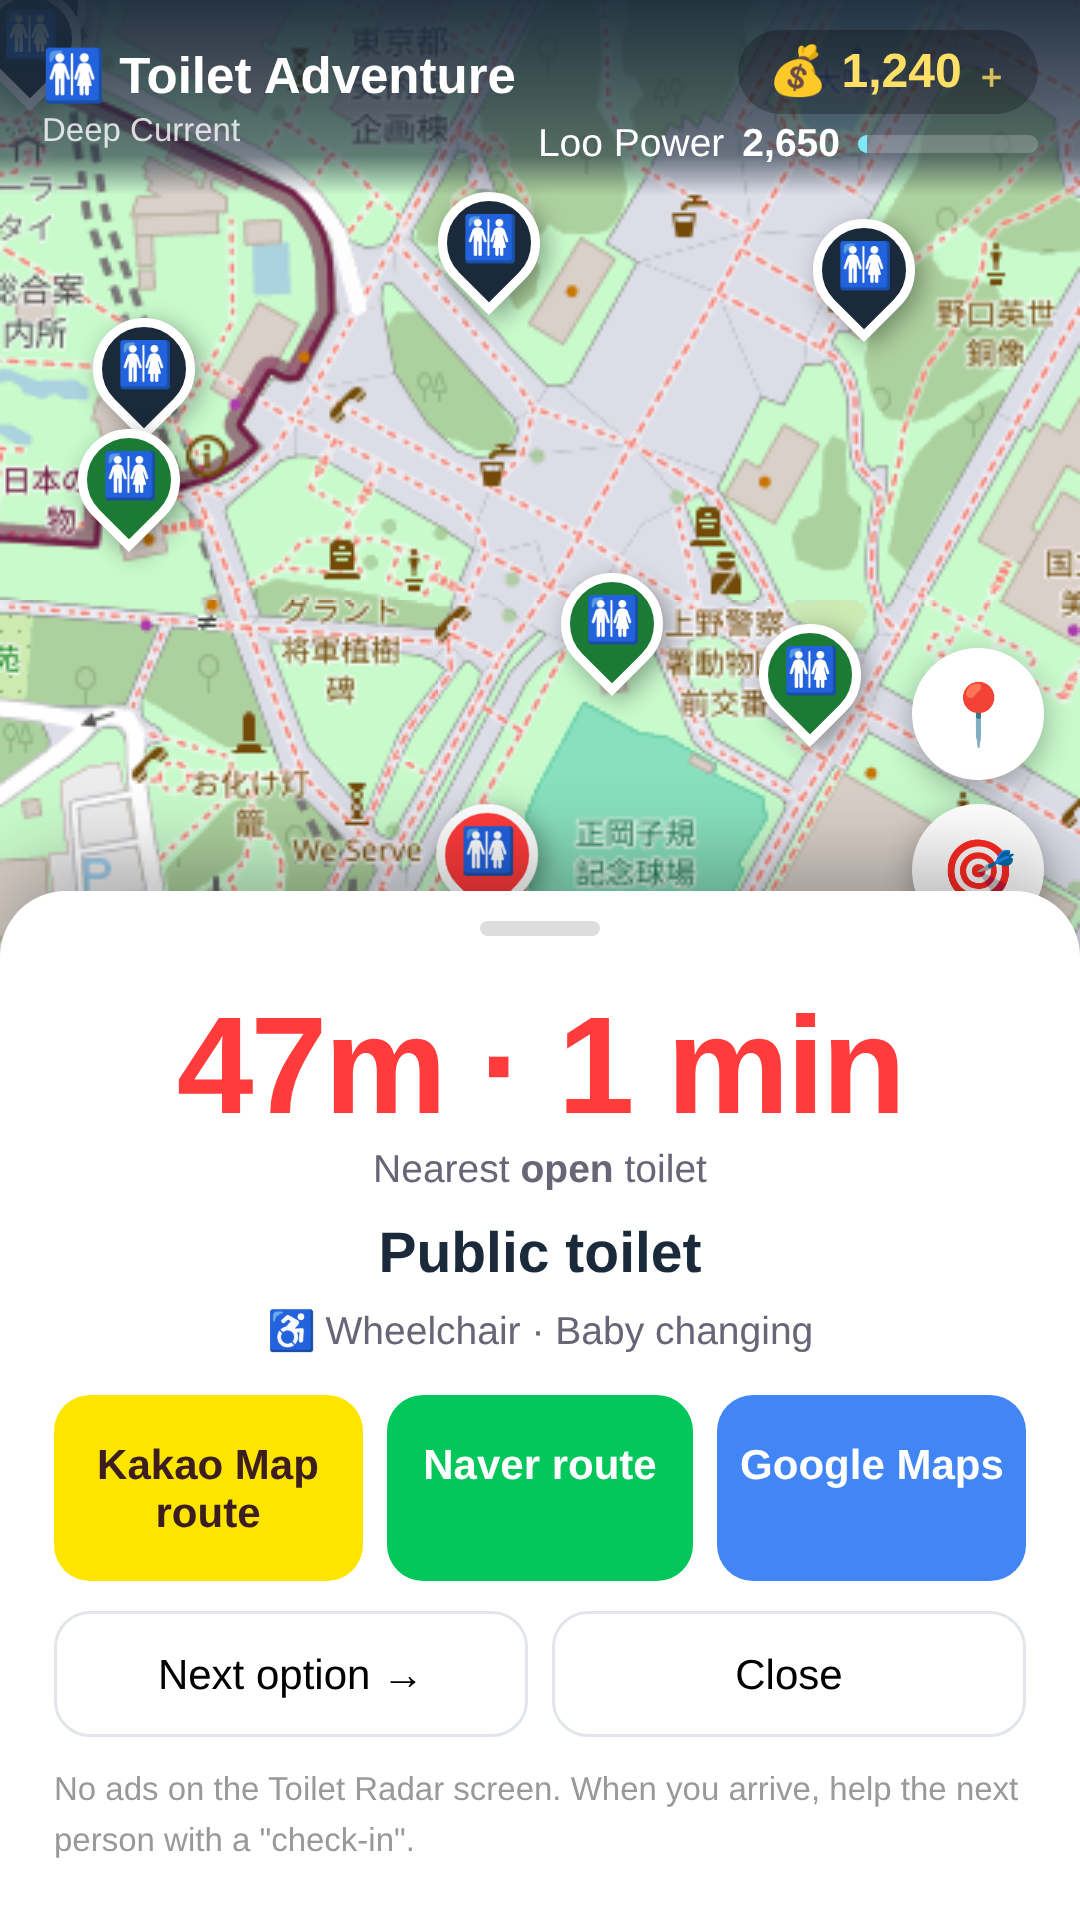 Toilet Adventure
Deep Current
1,240 +
Loo Power 2,650
東京都
企画棟
総合案
内所
野口英世
銅像
日本の
物
グラント
将軍植樹
碑
上野警察
署動物
前交番
国
苑
お化け灯
籠
We Serve
正岡子規
記念球場
P
47m · 1 min
Nearest open toilet
Public toilet
♿ Wheelchair · Baby changing
Kakao Map
route
Naver route
Google Maps
Next option →
Close
No ads on the Toilet Radar screen. When you arrive, help the next
person with a "check-in".